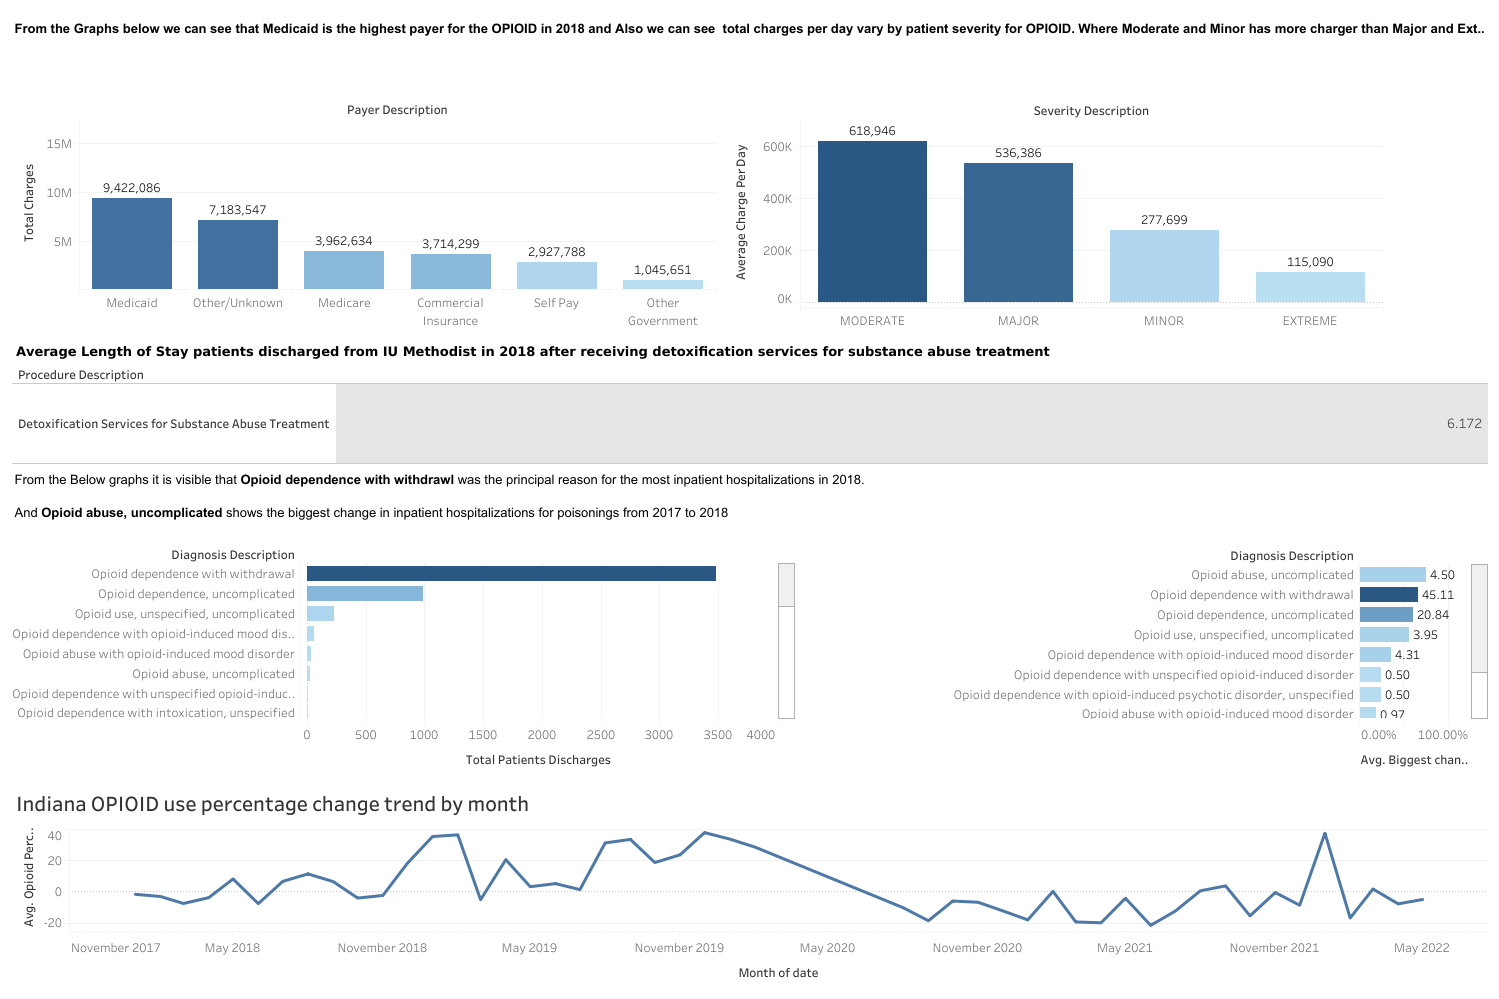 From the Graphs below we can see that Medicaid is the highest payer for the OPIOID in 2018 and Also we can see  total charges per day vary by patient severity for OPIOID. Where Moderate and Minor has more charger than Major and Ext..
Payer Description
Total Charges
15M
10M
5M
9,422,086
7,183,547
3,962,634
3,714,299
2,927,788
1,045,651
Medicaid
Other/Unknown
Medicare
Commercial
Insurance
Self Pay
Other
Government
Severity Description
Average Charge Per Day
600K
400K
200K
0K
618,946
536,386
277,699
115,090
MODERATE
MAJOR
MINOR
EXTREME
Average Length of Stay patients discharged from IU Methodist in 2018 after receiving detoxification services for substance abuse treatment
Procedure Description
Detoxification Services for Substance Abuse Treatment 6.172
From the Below graphs it is visible that Opioid dependence with withdrawl was the principal reason for the most inpatient hospitalizations in 2018.
And Opioid abuse, uncomplicated shows the biggest change in inpatient hospitalizations for poisonings from 2017 to 2018
Diagnosis Description
Opioid dependence with withdrawal
Opioid dependence, uncomplicated
Opioid use, unspecified, uncomplicated
Opioid dependence with opioid-induced mood dis..
Opioid abuse with opioid-induced mood disorder
Opioid abuse, uncomplicated
Opioid dependence with unspecified opioid-induc..
Opioid dependence with intoxication, unspecified
0 500 1000 1500 2000 2500 3000 3500 4000
Total Patients Discharges
Diagnosis Description
Opioid abuse, uncomplicated 4.50
Opioid dependence with withdrawal 45.11
Opioid dependence, uncomplicated 20.84
Opioid use, unspecified, uncomplicated 3.95
Opioid dependence with opioid-induced mood disorder 4.31
Opioid dependence with unspecified opioid-induced disorder 0.50
Opioid dependence with opioid-induced psychotic disorder, unspecified 0.50
Opioid abuse with opioid-induced mood disorder 0.97
0.00% 100.00%
Avg. Biggest chan..
Indiana OPIOID use percentage change trend by month
Avg. Opioid Perc..
40
20
0
-20
November 2017 May 2018 November 2018 May 2019 November 2019 May 2020 November 2020 May 2021 November 2021 May 2022
Month of date